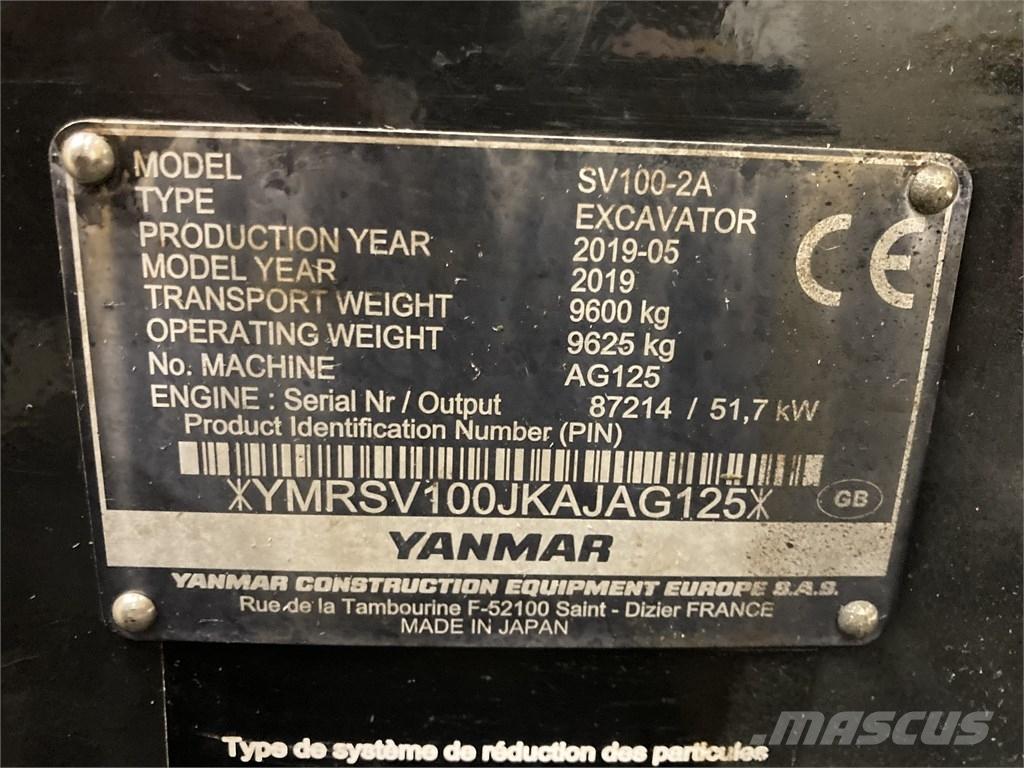 MODEL SV100-2A
TYPE EXCAVATOR
PRODUCTION YEAR 2019-05
MODEL YEAR 2019
TRANSPORT WEIGHT 9600 kg
OPERATING WEIGHT 9625 kg
No. MACHINE AG125
ENGINE : Serial Nr / Output 87214 / 51,7 kW
Product Identification Number (PIN)
*YMRSV100JKAJAG125*
CE
GB
YANMAR
YANMAR CONSTRUCTION EQUIPMENT EUROPE S.A.S.
Rue de la Tambourine F-52100 Saint - Dizier FRANCE
MADE IN JAPAN
Type de système de réduction des particules
MASCUS